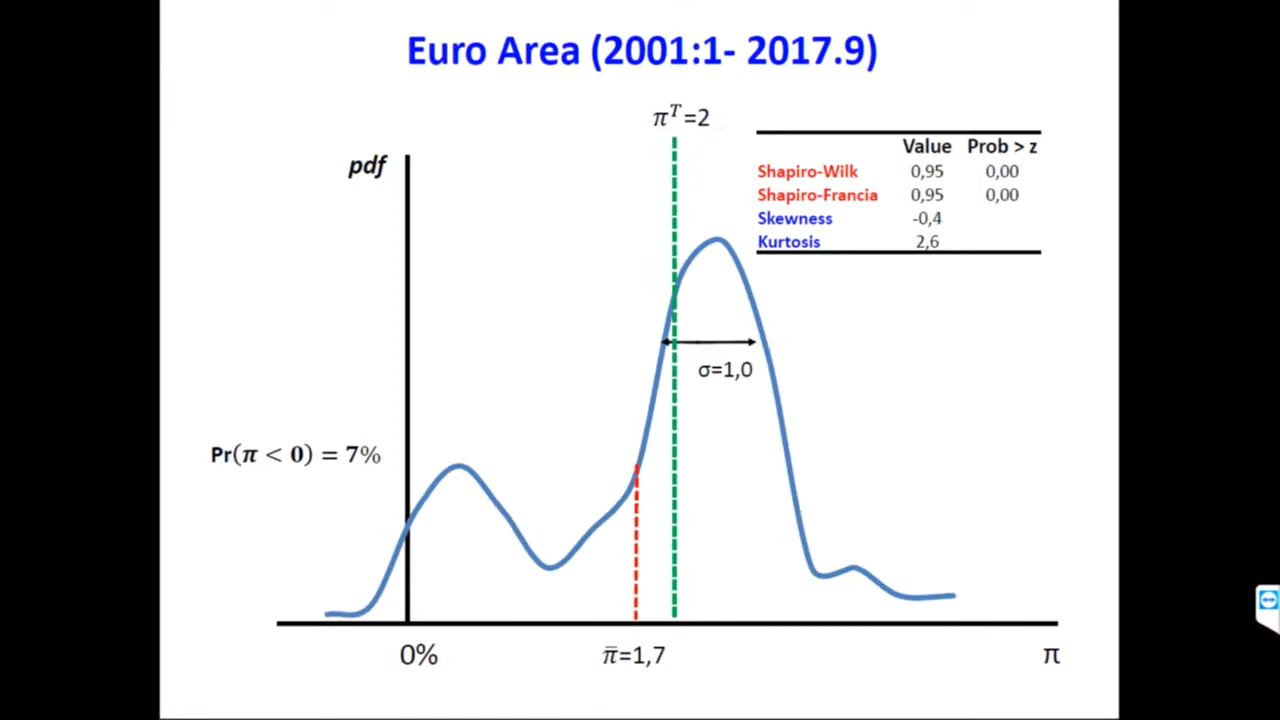 Euro Area (2001:1- 2017.9)
πᵀ=2
pdf
Value Prob > z
Shapiro-Wilk 0,95 0,00
Shapiro-Francia 0,95 0,00
Skewness -0,4
Kurtosis 2,6
σ=1,0
Pr(π < 0) = 7%
0%
π̅=1,7
π